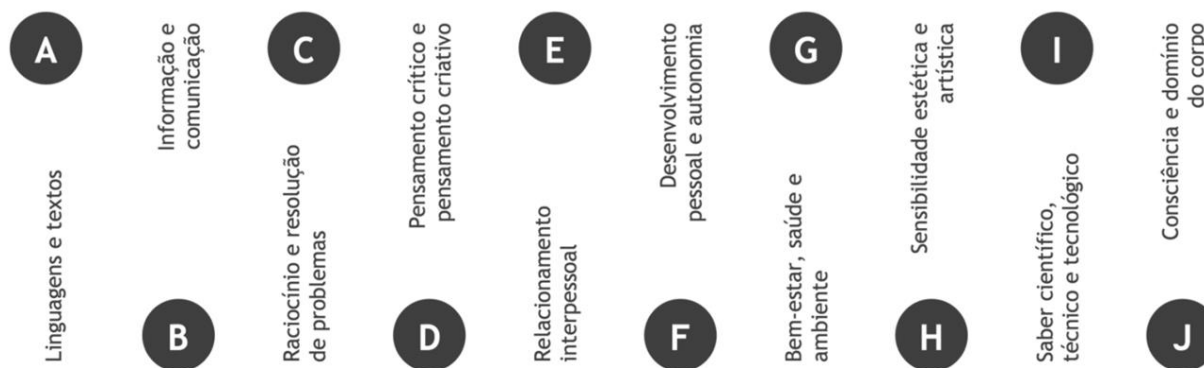 A
Linguagens e textos
Informação e
comunicação
B
C
Raciocínio e resolução
de problemas
Pensamento crítico e
pensamento criativo
D
E
Relacionamento
interpessoal
Desenvolvimento
pessoal e autonomia
F
G
Bem-estar, saúde e
ambiente
Sensibilidade estética e
artística
H
I
Saber científico,
técnico e tecnológico
Consciência e domínio
do corpo
J